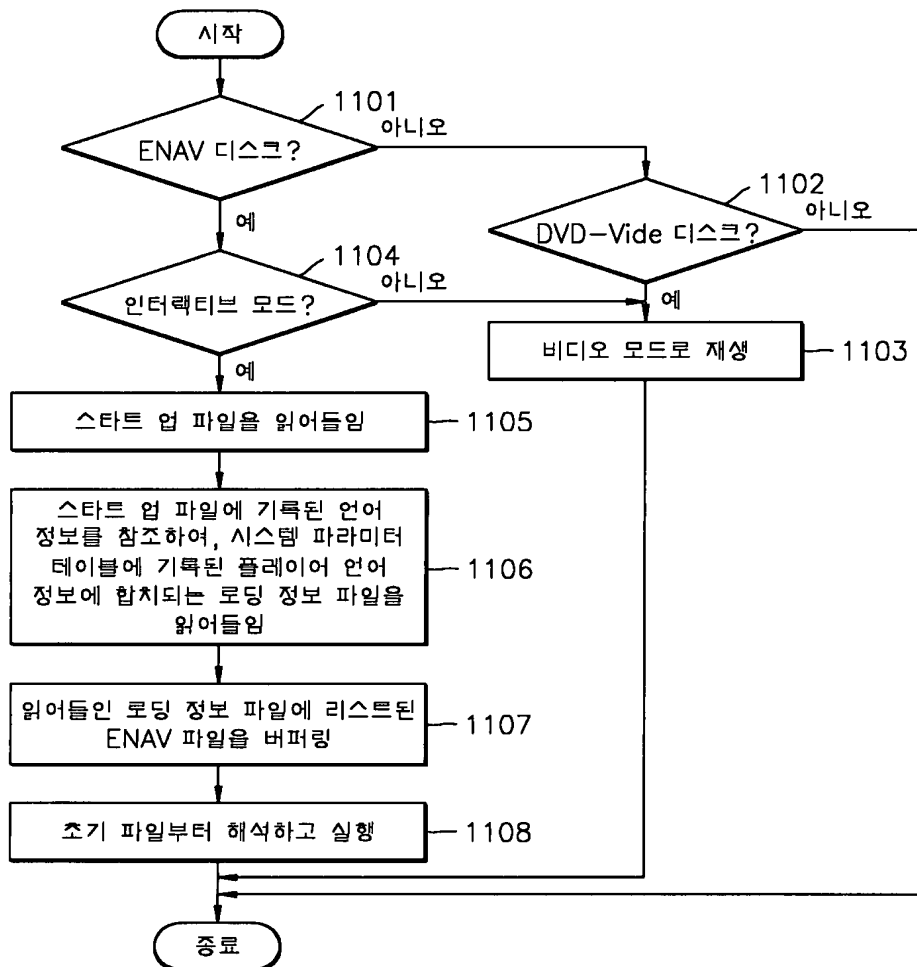 시작
1101
아니오
ENAV 디스크?
1102
아니오
예
DVD-Vide 디스크?
1104
아니오
예
인터랙티브 모드?
비디오 모드로 재생
1103
예
스타트 업 파일을 읽어들임
1105
스타트 업 파일에 기록된 언어
정보를 참조하여, 시스템 파라미터
테이블에 기록된 플레이어 언어
정보에 합치되는 로딩 정보 파일을
읽어들임
1106
읽어들인 로딩 정보 파일에 리스트된
ENAV 파일을 버퍼링
1107
초기 파일부터 해석하고 실행
1108
종료